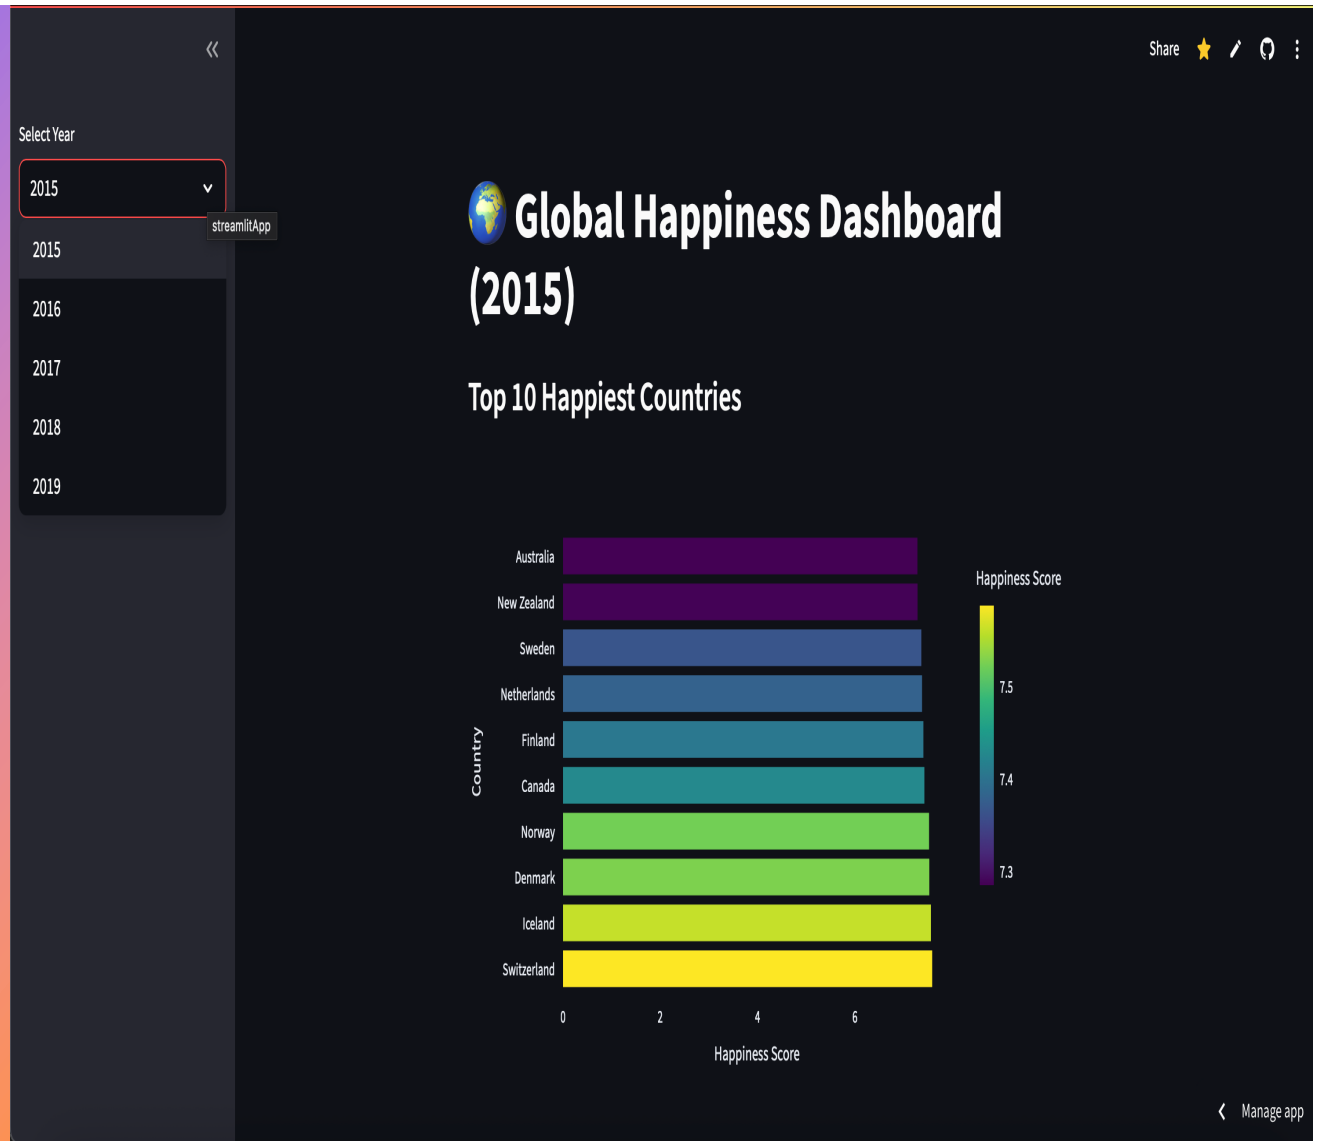 Share
Select Year
2015
streamlitApp
2015
2016
2017
2018
2019
Global Happiness Dashboard
(2015)
Top 10 Happiest Countries
Australia
New Zealand
Sweden
Netherlands
Finland
Canada
Norway
Denmark
Iceland
Switzerland
Country
0 2 4 6
Happiness Score
Happiness Score
7.5
7.4
7.3
Manage app